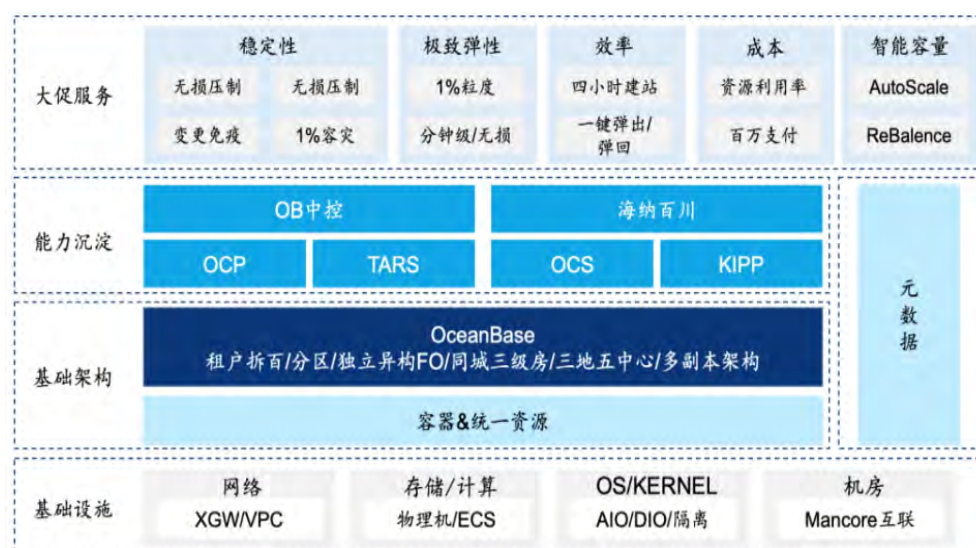 大促服务
稳定性
无损压制 无损压制
变更免疫 1%容灾
极致弹性
1%粒度
分钟级/无损
效率
四小时建站
一键弹出/
弹回
成本
资源利用率
百万支付
智能容量
AutoScale
ReBalence
能力沉淀
OB中控
海纳百川
OCP
TARS
OCS
KIPP
元
数
据
基础架构
OceanBase
租户拆百/分区/独立异构FO/同城三级房/三地五中心/多副本架构
容器&统一资源
基础设施
网络
XGW/VPC
存储/计算
物理机/ECS
OS/KERNEL
AIO/DIO/隔离
机房
Mancore互联